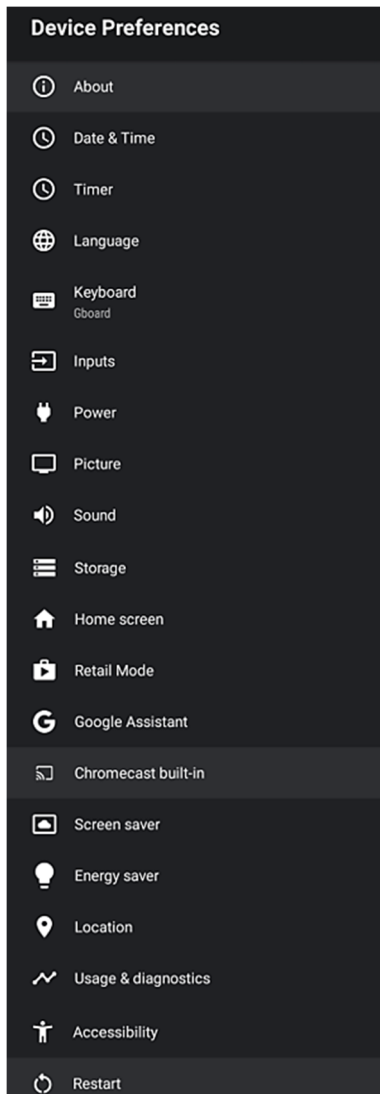 Device Preferences
About
Date & Time
Timer
Language
Keyboard
Gboard
Inputs
Power
Picture
Sound
Storage
Home screen
Retail Mode
Google Assistant
Chromecast built-in
Screen saver
Energy saver
Location
Usage & diagnostics
Accessibility
Restart